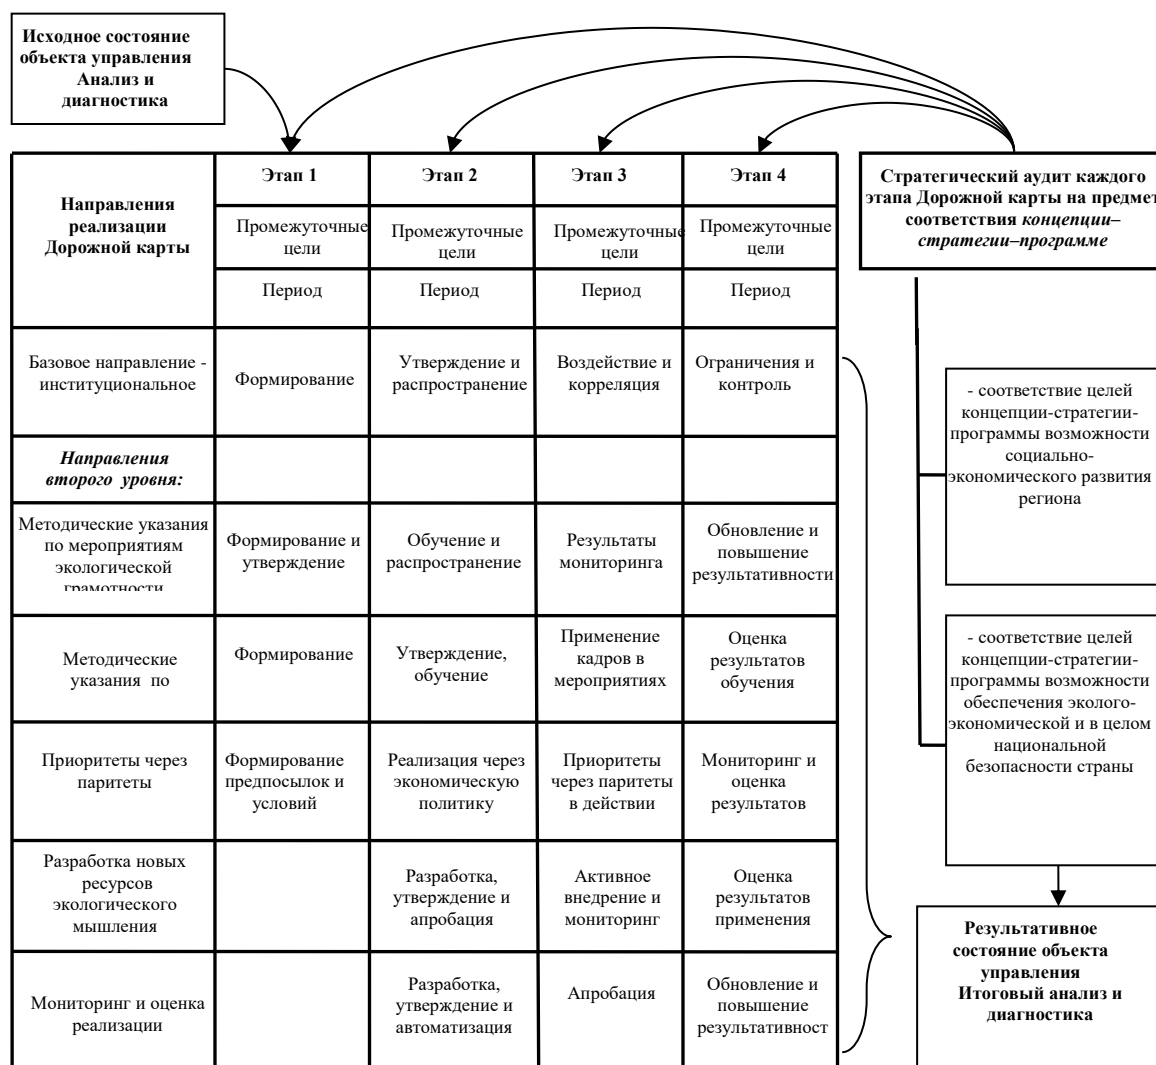 Исходное состояние
объекта управления
Анализ и
диагностика
Направления
реализации
Дорожной карты
Этап 1
Этап 2
Этап 3
Этап 4
Промежуточные
цели
Промежуточные
цели
Промежуточные
цели
Промежуточные
цели
Период
Период
Период
Период
Стратегический аудит каждого
этапа Дорожной карты на предмет
соответствия концепции–
стратегии–программе
Базовое направление -
институциональное
Формирование
Утверждение и
распространение
Воздействие и
корреляция
Ограничения и
контроль
Направления
второго уровня:
Методические указания
по мероприятиям
экологической
грамотности
Формирование и
утверждение
Обучение и
распространение
Результаты
мониторинга
Обновление и
повышение
результативности
Методические
указания по
Формирование
Утверждение,
обучение
Применение
кадров в
мероприятиях
Оценка
результатов
обучения
Приоритеты через
паритеты
Формирование
предпосылок и
условий
Реализация через
экономическую
политику
Приоритеты
через паритеты
в действии
Мониторинг и
оценка
результатов
Разработка новых
ресурсов
экологического
мышления
Разработка,
утверждение и
апробация
Активное
внедрение и
мониторинг
Оценка
результатов
применения
Мониторинг и оценка
реализации
Разработка,
утверждение и
автоматизация
Апробация
Обновление и
повышение
результативност
- соответствие целей
концепции-стратегии-
программы возможности
социально-
экономического развития
региона
- соответствие целей
концепции-стратегии-
программы возможности
обеспечения эколого-
экономической и в целом
национальной
безопасности страны
Результативное
состояние объекта
управления
Итоговый анализ и
диагностика